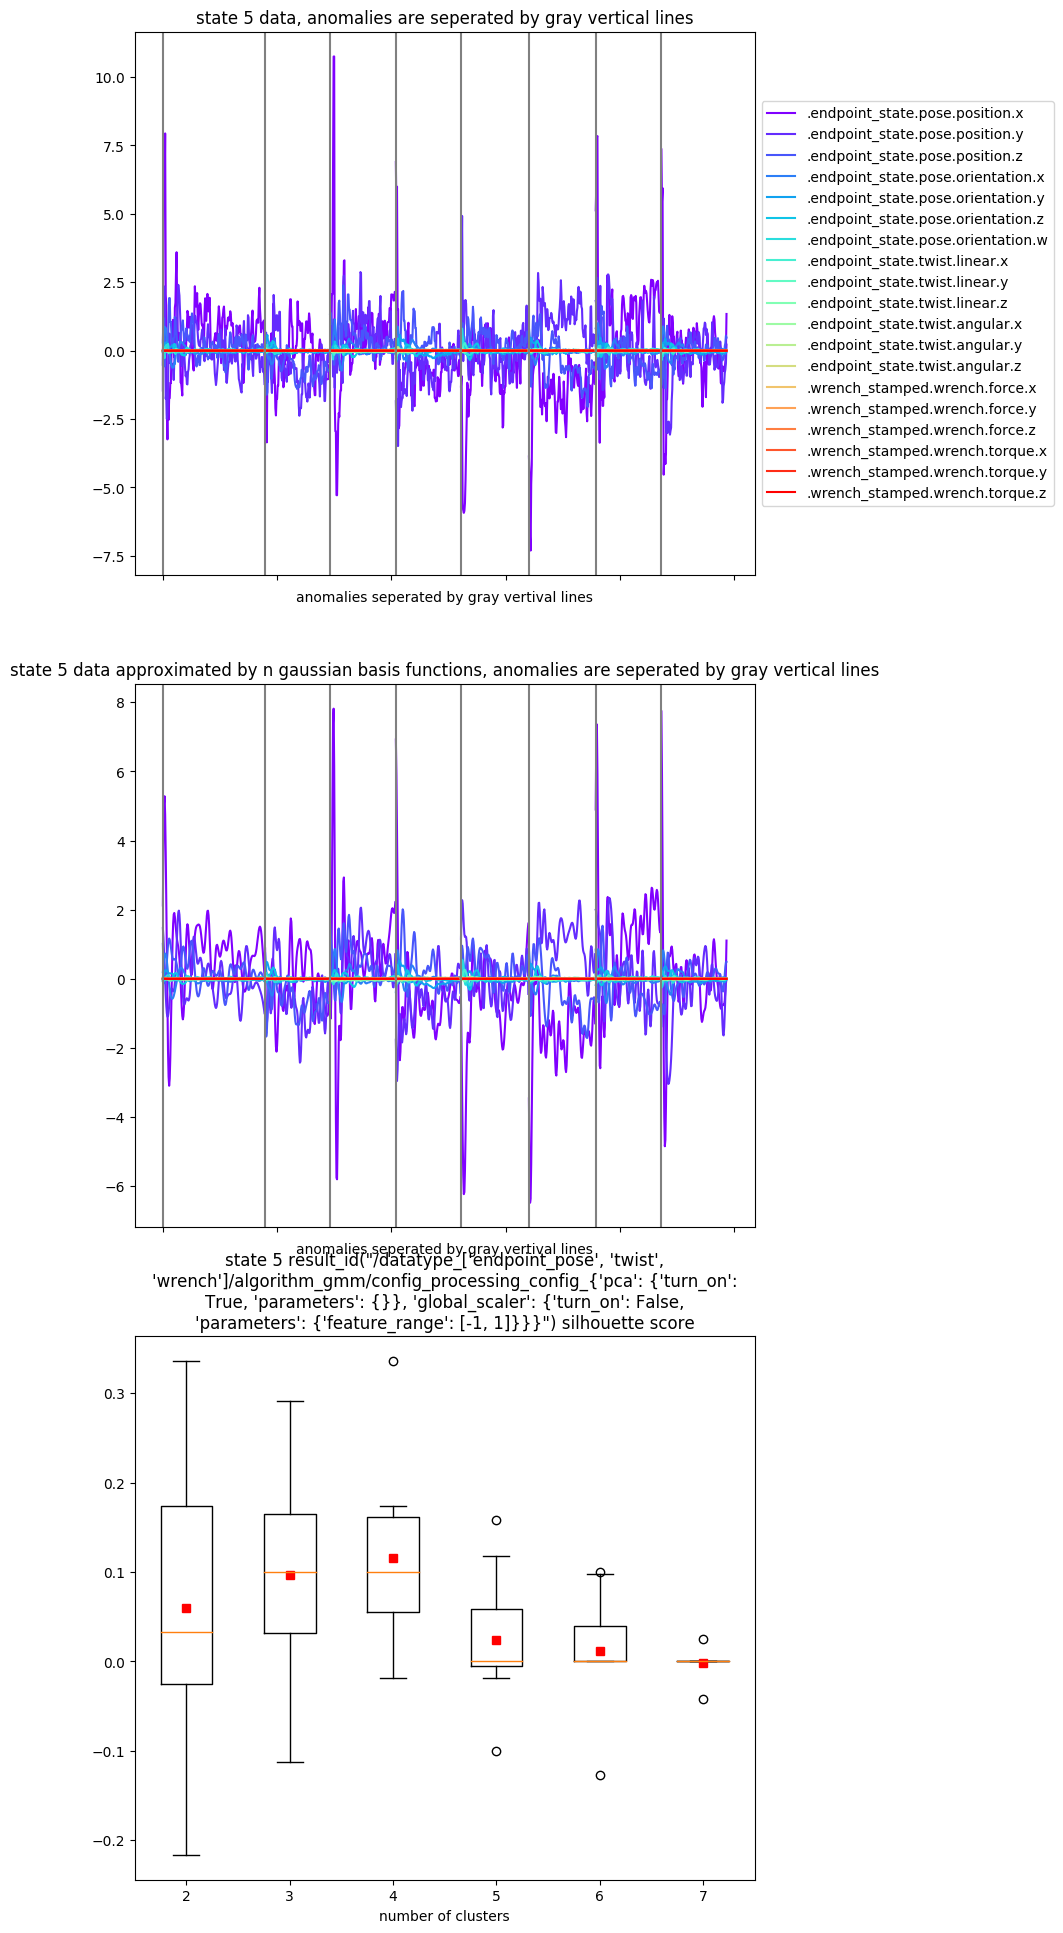 state 5 data, anomalies are seperated by gray vertical lines
10.0
7.5
5.0
2.5
0.0
−2.5
−5.0
−7.5
anomalies seperated by gray vertival lines
.endpoint_state.pose.position.x
.endpoint_state.pose.position.y
.endpoint_state.pose.position.z
.endpoint_state.pose.orientation.x
.endpoint_state.pose.orientation.y
.endpoint_state.pose.orientation.z
.endpoint_state.pose.orientation.w
.endpoint_state.twist.linear.x
.endpoint_state.twist.linear.y
.endpoint_state.twist.linear.z
.endpoint_state.twist.angular.x
.endpoint_state.twist.angular.y
.endpoint_state.twist.angular.z
.wrench_stamped.wrench.force.x
.wrench_stamped.wrench.force.y
.wrench_stamped.wrench.force.z
.wrench_stamped.wrench.torque.x
.wrench_stamped.wrench.torque.y
.wrench_stamped.wrench.torque.z
state 5 data approximated by n gaussian basis functions, anomalies are seperated by gray vertical lines
8
6
4
2
0
−2
−4
−6
anomalies seperated by gray vertival lines
state 5 result_id("/datatype_['endpoint_pose', 'twist',
'wrench']/algorithm_gmm/config_processing_config_{'pca': {'turn_on':
True, 'parameters': {}}, 'global_scaler': {'turn_on': False,
'parameters': {'feature_range': [-1, 1]}}}") silhouette score
0.3
0.2
0.1
0.0
−0.1
−0.2
2 3 4 5 6 7
number of clusters